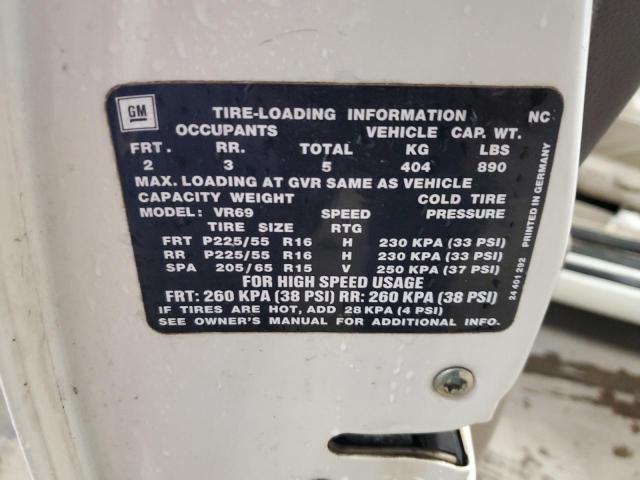 GM TIRE-LOADING INFORMATION NC
OCCUPANTS VEHICLE CAP. WT.
FRT. RR. TOTAL KG LBS
2 3 5 404 890
MAX. LOADING AT GVR SAME AS VEHICLE
CAPACITY WEIGHT COLD TIRE
MODEL: VR69 SPEED PRESSURE
TIRE SIZE RTG
FRT P225/55 R16 H 230 KPA (33 PSI)
RR P225/55 R16 H 230 KPA (33 PSI)
SPA 205/65 R15 V 250 KPA (37 PSI)
FOR HIGH SPEED USAGE
FRT: 260 KPA (38 PSI) RR: 260 KPA (38 PSI)
IF TIRES ARE HOT, ADD 28 KPA (4 PSI)
SEE OWNER'S MANUAL FOR ADDITIONAL INFO.
24 401 292 PRINTED IN GERMANY